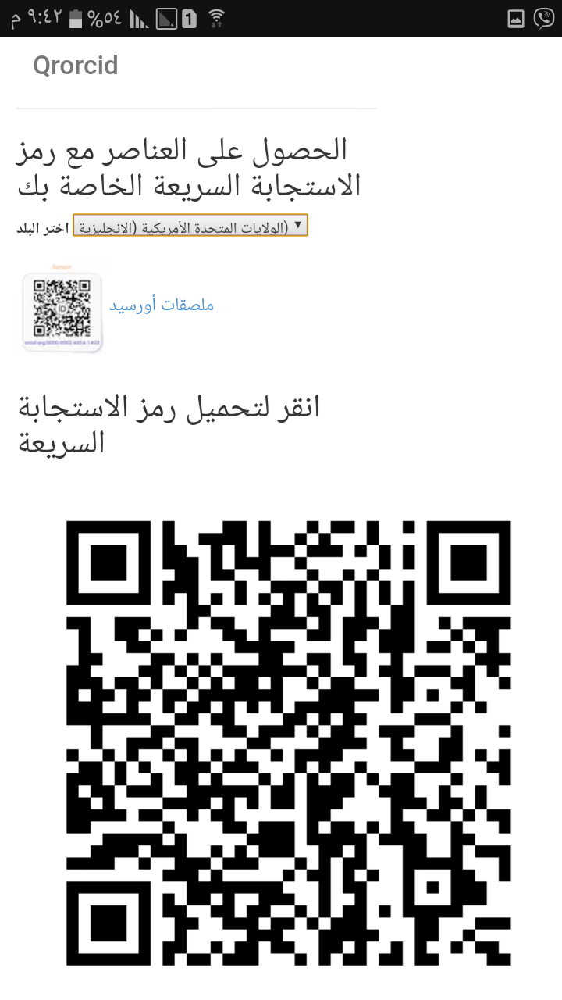 ٩:٤٢ م
%٥٤
1
Qrorcid
الحصول على العناصر مع رمز
الاستجابة السريعة الخاصة بك
اختر البلد
الولايات المتحدة الأمريكية (الإنجليزية)
iD
ملصقات أورسيد
انقر لتحميل رمز الاستجابة
السريعة